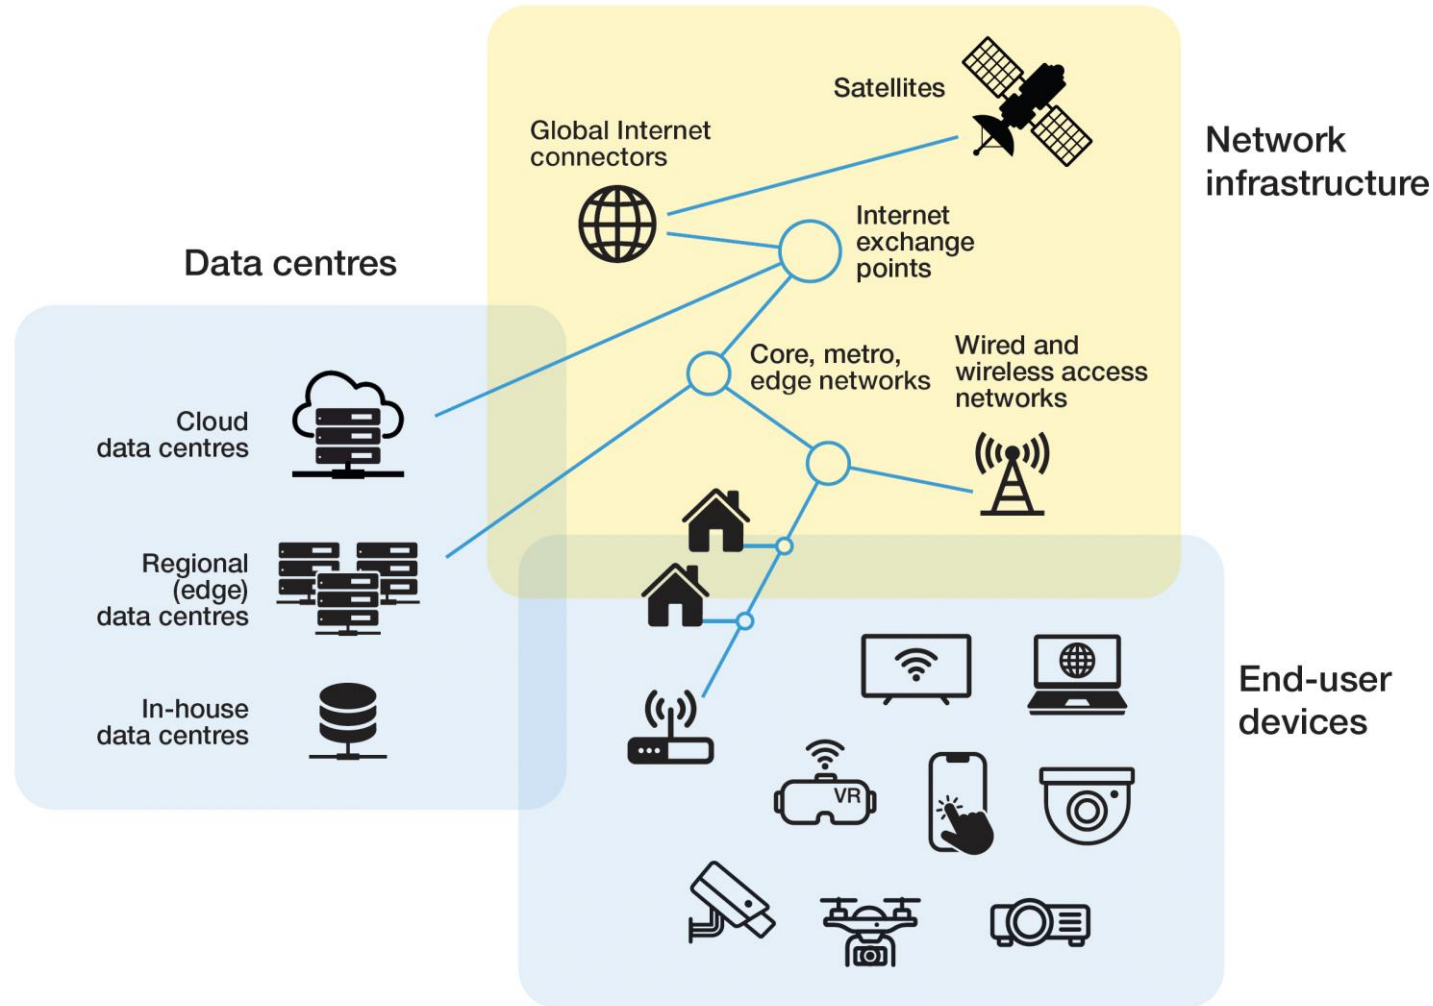 Satellites
Global Internet
connectors
Network
infrastructure
Internet
exchange
points
Data centres
Core, metro,
edge networks
Wired and
wireless access
networks
Cloud
data centres
Regional
(edge)
data centres
In-house
data centres
End-user
devices
VR